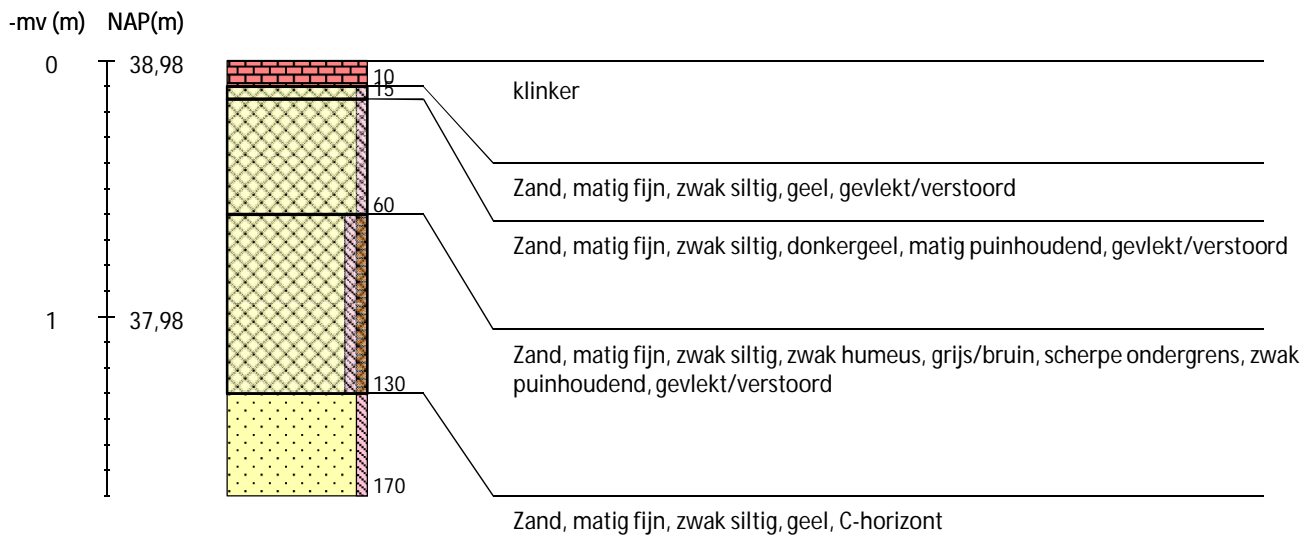 -mv (m) NAP(m)
0 38,98
10
klinker
15
Zand, matig fijn, zwak siltig, geel, gevlekt/verstoord
60
Zand, matig fijn, zwak siltig, donkergeel, matig puinhoudend, gevlekt/verstoord
1 37,98
Zand, matig fijn, zwak siltig, zwak humeus, grijs/bruin, scherpe ondergrens, zwak
puinhoudend, gevlekt/verstoord
130
170
Zand, matig fijn, zwak siltig, geel, C-horizont